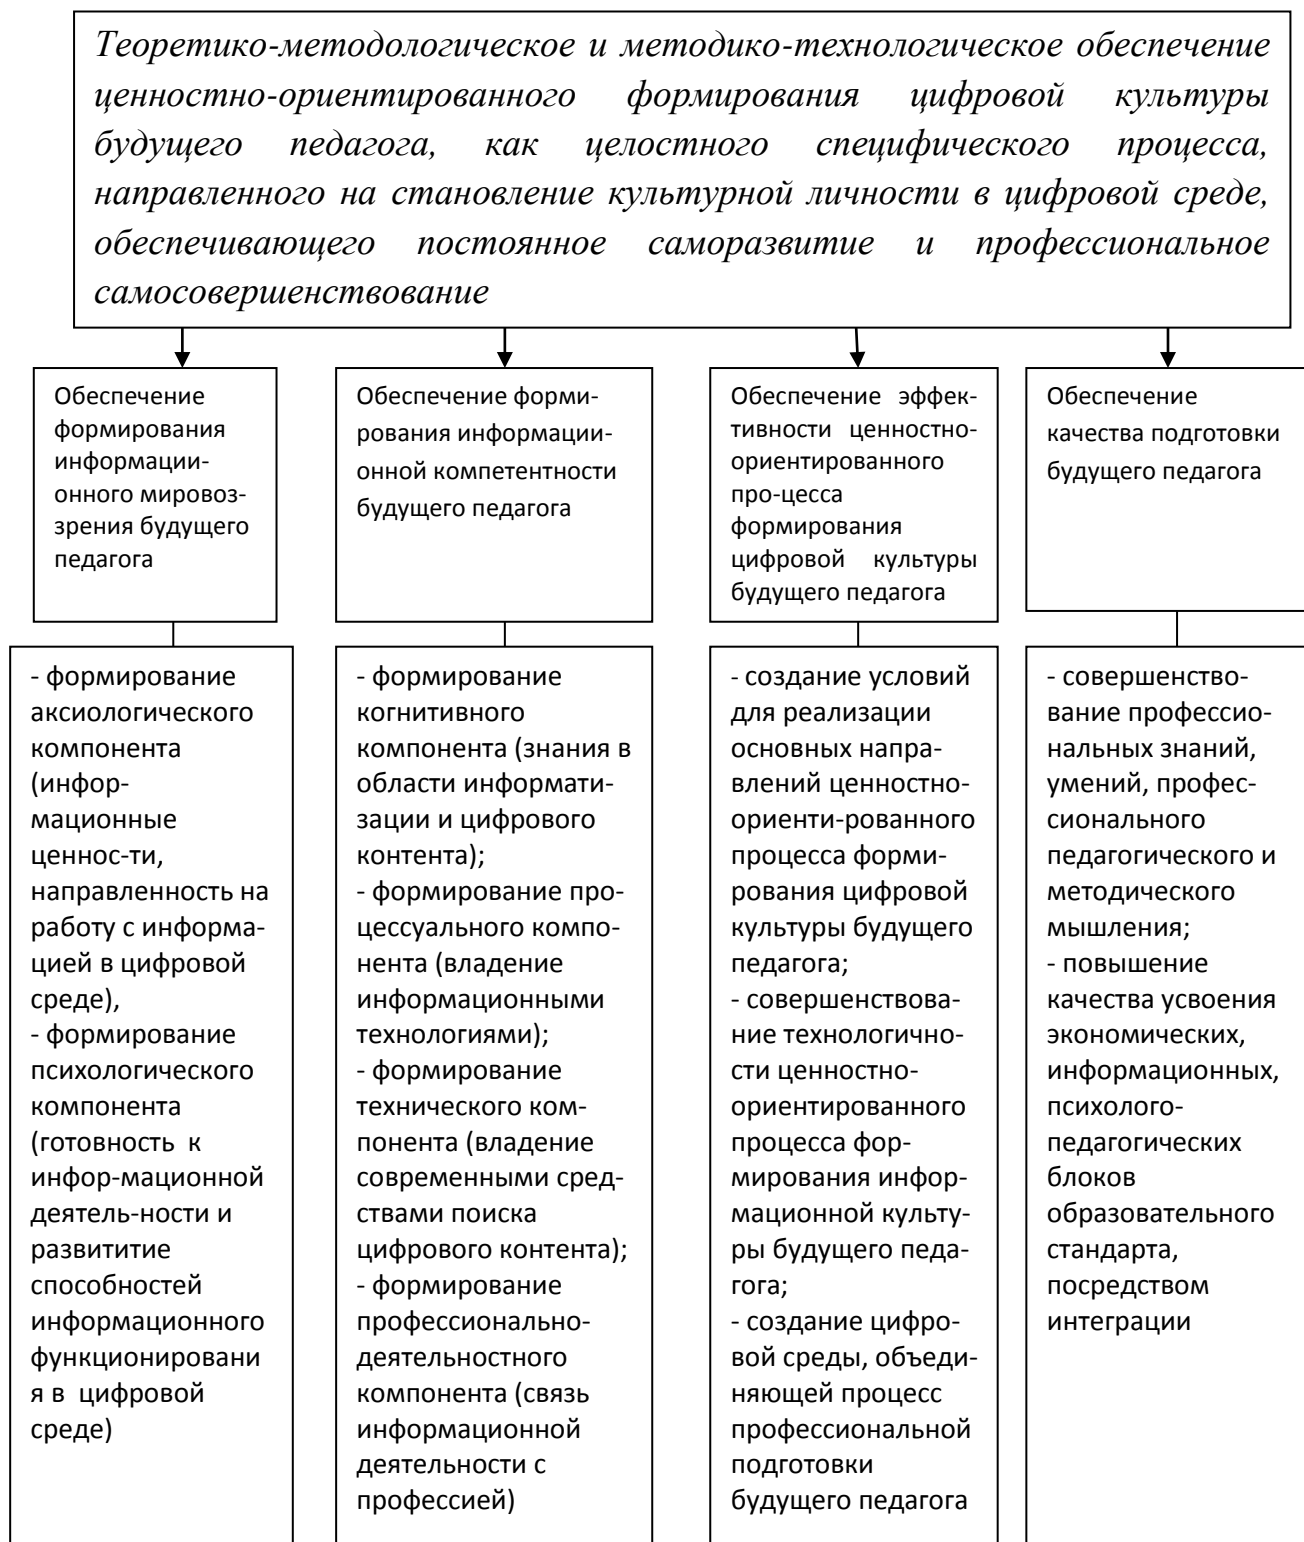 Теоретико-методологическое и методико-технологическое обеспечение
ценностно-ориентированного формирования цифровой культуры
будущего педагога, как целостного специфического процесса,
направленного на становление культурной личности в цифровой среде,
обеспечивающего постоянное саморазвитие и профессиональное
самосовершенствование
Обеспечение
формирования
информации-
онного мировоз-
зрения будущего
педагога
Обеспечение форми-
рования информаци-
онной компетентности
будущего педагога
Обеспечение эффек-
тивности ценностно-
ориентированного
про-цесса
формирования
цифровой культуры
будущего педагога
Обеспечение
качества подготовки
будущего педагога
- формирование
аксиологического
компонента
(инфор-
мационные
ценнос-ти,
направленность на
работу с информа-
цией в цифровой
среде),
- формирование
психологического
компонента
(готовность к
инфор-мационной
деятель-ности и
развититие
способностей
информационного
функционировани
я в цифровой
среде)
- формирование
когнитивного
компонента (знания в
области информати-
зации и цифрового
контента);
- формирование про-
цессуального компо-
нента (владение
информационными
технологиями);
- формирование
технического ком-
понента (владение
современными сред-
ствами поиска
цифрового контента);
- формирование
профессионально-
деятельностного
компонента (связь
информационной
деятельности с
профессией)
- создание условий
для реализации
основных напра-
влений ценностно-
ориенти-рованного
процесса форми-
рования цифровой
культуры будущего
педагога;
- совершенствова-
ние технологично-
сти ценностно-
ориентированного
процесса фор-
мирования инфор-
мационной культу-
ры будущего педа-
гога;
- создание цифро-
вой среды, объеди-
няющей процесс
профессиональной
подготовки
будущего педагога
- совершенство-
вание профессио-
нальных знаний,
умений, профес-
сионального
педагогического и
методического
мышления;
- повышение
качества усвоения
экономических,
информационных,
психолого-
педагогических
блоков
образовательного
стандарта,
посредством
интеграции